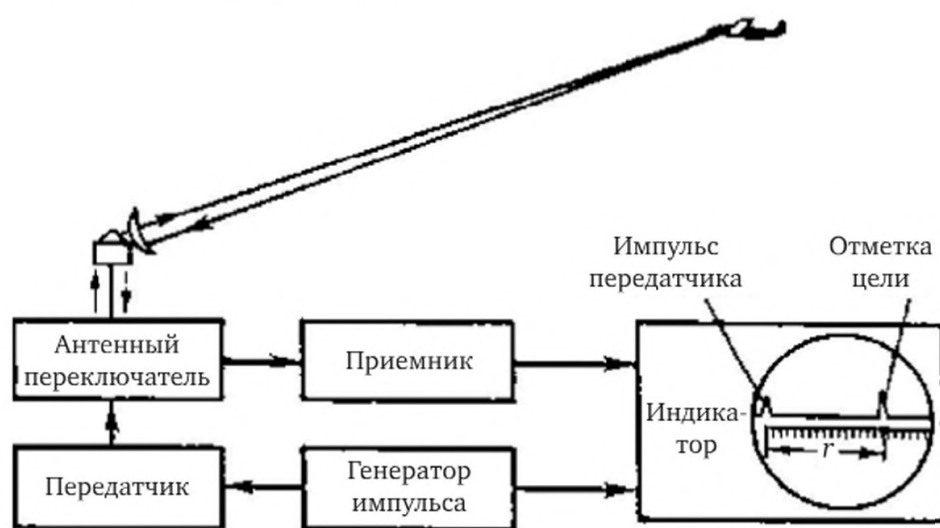 Импульс
передатчика
Отметка
цели
Антенный
переключатель
Приемник
Индика-
тор
r
Передатчик
Генератор
импульса